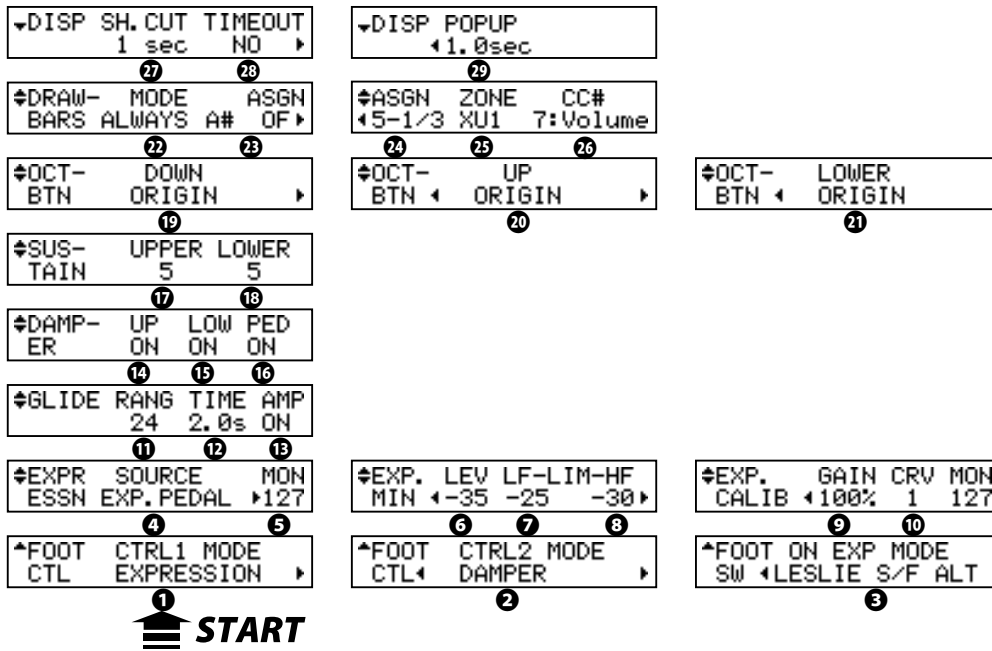 DISP SH.CUT TIMEOUT
1 sec NO
27 28
DISP POPUP
1.0sec
29
DRAW- MODE ASGN
BARS ALWAYS A# OF
22 23
ASGN ZONE CC#
5-1/3 XU1 7:Volume
24 25 26
OCT- DOWN
BTN ORIGIN
19
OCT- UP
BTN ORIGIN
20
OCT- LOWER
BTN ORIGIN
21
SUS- UPPER LOWER
TAIN 5 5
17 18
DAMP- UP LOW PED
ER ON ON ON
14 15 16
GLIDE RANG TIME AMP
24 2.0s ON
11 12 13
EXPR SOURCE MON
ESSN EXP.PEDAL 127
4 5
EXP. LEV LF-LIM-HF
MIN -35 -25 -30
6 7 8
EXP. GAIN CRV MON
CALIB 100% 1 127
9 10
FOOT CTRL1 MODE
CTL EXPRESSION
1
FOOT CTRL2 MODE
CTL DAMPER
2
FOOT ON EXP MODE
SW LESLIE S/F ALT
3
START